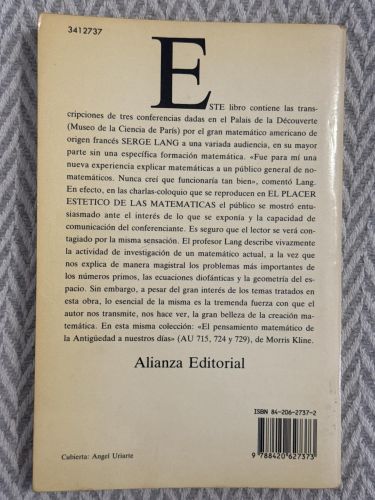 3412737
ESTE libro contiene las trans-
cripciones de tres conferencias dadas en el Palais de la Découverte
(Museo de la Ciencia de París) por el gran matemático americano de
origen francés SERGE LANG a una variada audiencia, en su mayor
parte sin una específica formación matemática. «Fue para mí una
nueva experiencia explicar matemáticas a un público general de no-
matemáticos. Nunca creí que funcionaría tan bien», comentó Lang.
En efecto, en las charlas-coloquio que se reproducen en EL PLACER
ESTETICO DE LAS MATEMATICAS el público se mostró entu-
siasmado ante el interés de lo que se exponía y la capacidad de
comunicación del conferenciante. Es seguro que el lector se verá con-
tagiado por la misma sensación. El profesor Lang describe vivazmente
la actividad de investigación de un matemático actual, a la vez que
nos explica de manera magistral los problemas más importantes de
los números primos, las ecuaciones diofánticas y la geometría del es-
pacio. Sin embargo, a pesar del gran interés de los temas tratados en
esta obra, lo esencial de la misma es la tremenda fuerza con que el
autor nos transmite, nos hace ver, la gran belleza de la creación ma-
temática. En esta misma colección: «El pensamiento matemático de
la Antigüedad a nuestros días» (AU 715, 724 y 729), de Morris Kline.
Alianza Editorial
ISBN 84-206-2737-2
9 788420 627373
Cubierta: Angel Uriarte